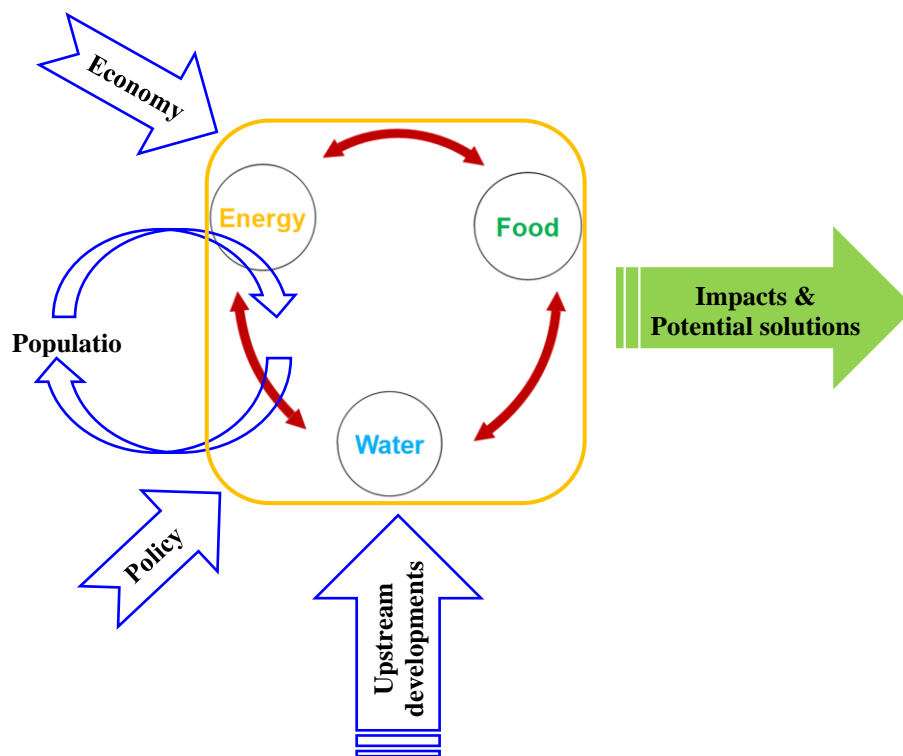 Economy
Energy
Food
Impacts &
Potential solutions
Populatio
Water
Policy
Upstream
developments